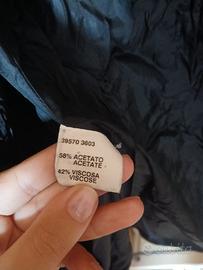 39570 3603
58% ACETATO
ACETATE
42% VISCOSA
VISCOSE